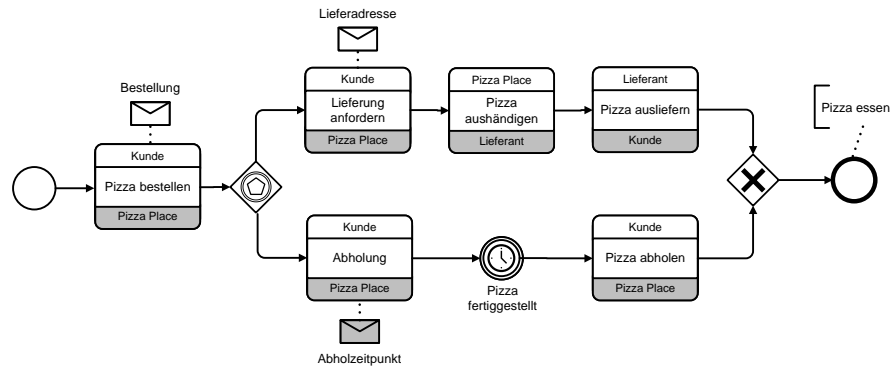 Lieferadresse
Bestellung
Kunde
Lieferung
anfordern
Pizza Place
Pizza Place
Pizza
aushändigen
Lieferant
Lieferant
Pizza ausliefern
Kunde
Pizza essen
Kunde
Pizza bestellen
Pizza Place
Kunde
Abholung
Pizza Place
Pizza
fertiggestellt
Kunde
Pizza abholen
Pizza Place
Abholzeitpunkt